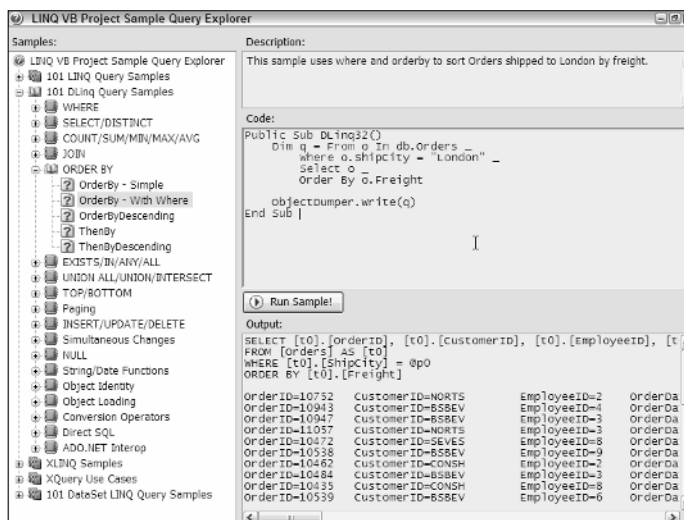 LINQ VB Project Sample Query Explorer
Samples:
LINQ VB Project Sample Query Explorer
101 LINQ Query Samples
101 DLinq Query Samples
WHERE
SELECT/DISTINCT
COUNT/SUM/MIN/MAX/AVG
JOIN
ORDER BY
OrderBy - Simple
OrderBy - With Where
OrderByDescending
ThenBy
ThenByDescending
EXISTS/IN/ANY/ALL
UNION ALL/UNION/INTERSECT
TOP/BOTTOM
Paging
INSERT/UPDATE/DELETE
Simultaneous Changes
NULL
String/Date Functions
Object Identity
Object Loading
Conversion Operators
Direct SQL
ADO.NET Interop
XLINQ Samples
XQuery Use Cases
101 DataSet LINQ Query Samples
Description:
This sample uses where and orderby to sort Orders shipped to London by freight.
Code:
Public Sub DLinq32()
Dim q = From o In db.Orders _
Where o.ShipCity = "London" _
Select o _
Order By o.Freight
ObjectDumper.Write(q)
End Sub
Run Sample!
Output:
SELECT [t0].[OrderID], [t0].[CustomerID], [t0].[EmployeeID], [t
FROM [Orders] AS [t0]
WHERE [t0].[ShipCity] = @p0
ORDER BY [t0].[Freight]
OrderID=10752 CustomerID=NORTS EmployeeID=2 OrderDa
OrderID=10943 CustomerID=BSBEV EmployeeID=4 OrderDa
OrderID=10947 CustomerID=BSBEV EmployeeID=3 OrderDa
OrderID=11057 CustomerID=NORTS EmployeeID=3 OrderDa
OrderID=10472 CustomerID=SEVES EmployeeID=8 OrderDa
OrderID=10538 CustomerID=BSBEV EmployeeID=9 OrderDa
OrderID=10462 CustomerID=CONSH EmployeeID=2 OrderDa
OrderID=10484 CustomerID=BSBEV EmployeeID=3 OrderDa
OrderID=10435 CustomerID=CONSH EmployeeID=8 OrderDa
OrderID=10539 CustomerID=BSBEV EmployeeID=6 OrderDa